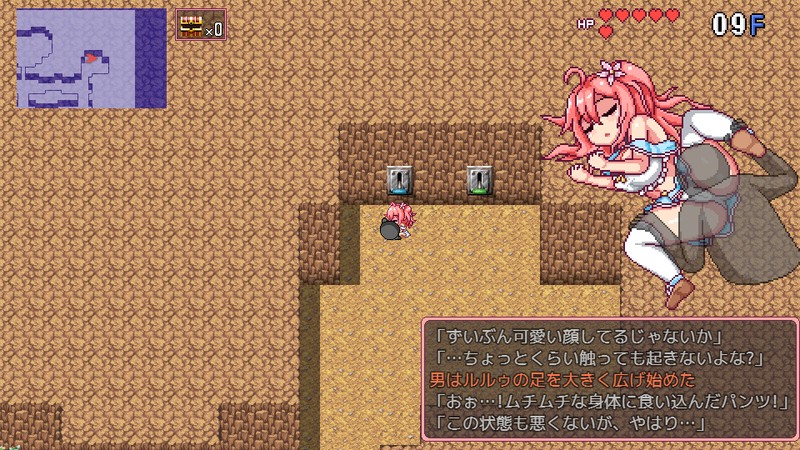 ×0
HP
09F
「ずいぶん可愛い顔してるじゃないか」
「…ちょっとくらい触っても起きないよな?」
男はルルゥの足を大きく広げ始めた
「おぉ…!ムチムチな身体に食い込んだパンツ!」
「この状態も悪くないが、やはり…」